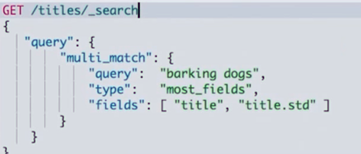 GET /titles/_search
{
"query": {
"multi_match": {
"query": "barking dogs",
"type": "most_fields",
"fields": [ "title", "title.std" ]
}
}
}